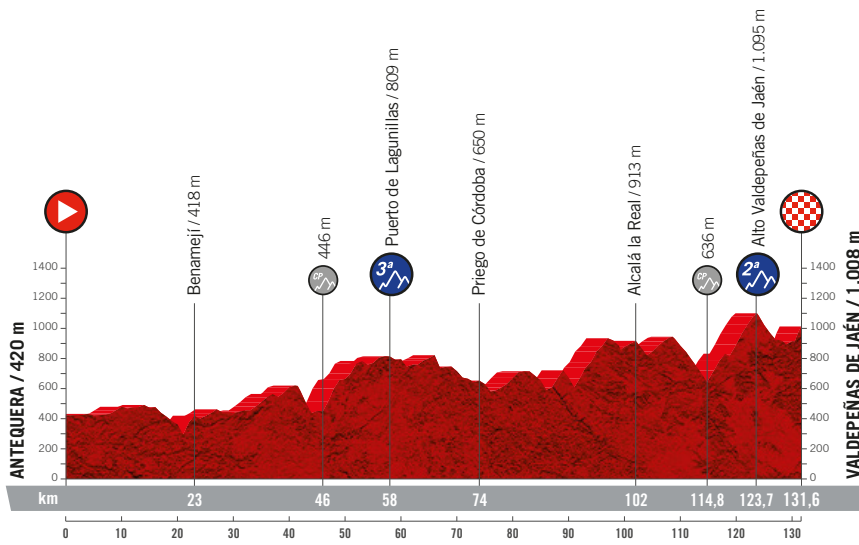 ANTEQUERA / 420 m
Benamejí / 418 m
CP
446 m
3ª
Puerto de Lagunillas / 809 m
Priego de Córdoba / 650 m
Alcalá la Real / 913 m
CP
636 m
2ª
Alto Valdepeñas de Jaén / 1.095 m
VALDEPEÑAS DE JAÉN / 1.008 m
1400
1200
1000
800
600
400
200
0
1400
1200
1000
800
600
400
200
0
km 23 46 58 74 102 114,8 123,7 131,6
0 10 20 30 40 50 60 70 80 90 100 110 120 130